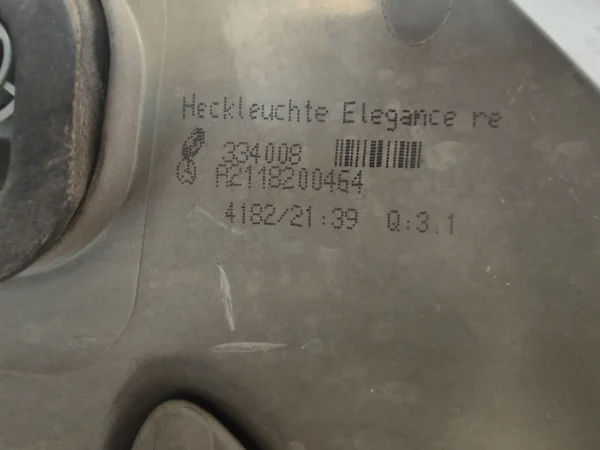 Heckleuchte Elegance re
334008
A2118200464
4182/21:39 Q:3.1